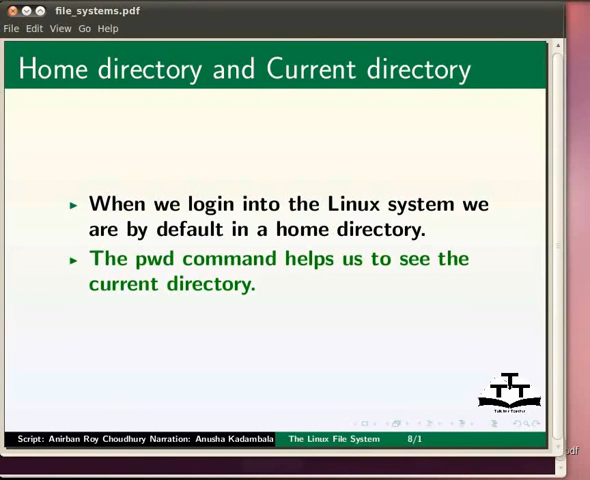 file_systems.pdf
File Edit View Go Help
Home directory and Current directory
When we login into the Linux system we
are by default in a home directory.
The pwd command helps us to see the
current directory.
Script: Anirban Roy Choudhury Narration: Anusha Kadambala The Linux File System 8/1